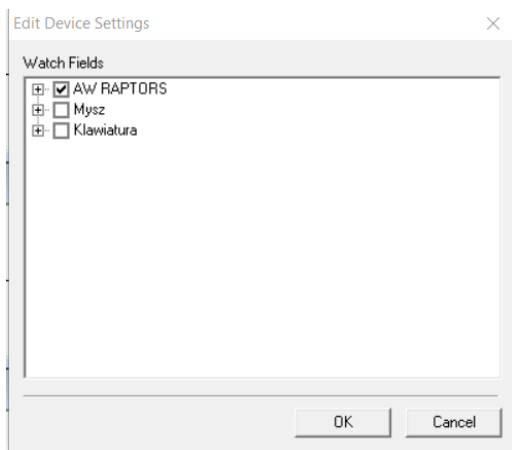 Edit Device Settings
Watch Fields
AW RAPTORS
Mysz
Klawiatura
OK
Cancel